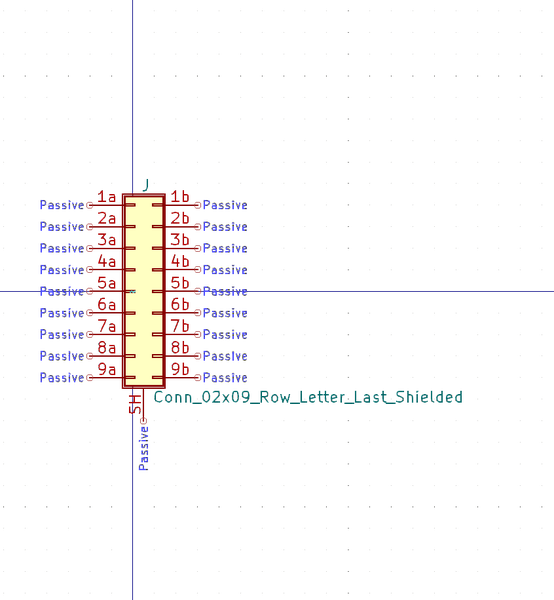 J
Passive 1a 1b Passive
Passive 2a 2b Passive
Passive 3a 3b Passive
Passive 4a 4b Passive
Passive 5a 5b Passive
Passive 6a 6b Passive
Passive 7a 7b Passive
Passive 8a 8b Passive
Passive 9a 9b Passive
SH
Conn_02x09_Row_Letter_Last_Shielded
Passive